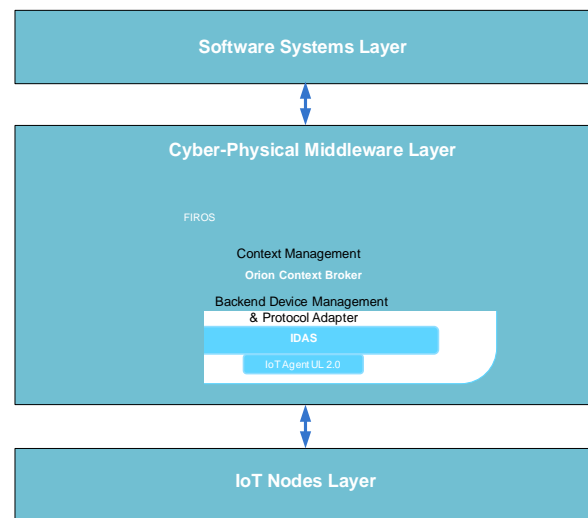 Software Systems Layer
Cyber-Physical Middleware Layer
FIROS
Context Management
Orion Context Broker
Backend Device Management
& Protocol Adapter
IDAS
IoT Agent UL 2.0
IoT Nodes Layer